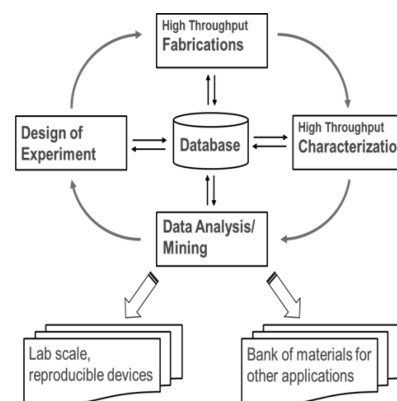 High Throughput
Fabrications
Design of
Experiment
Database
High Throughput
Characterizatio
Data Analysis/
Mining
Lab scale,
reproducible devices
Bank of materials for
other applications